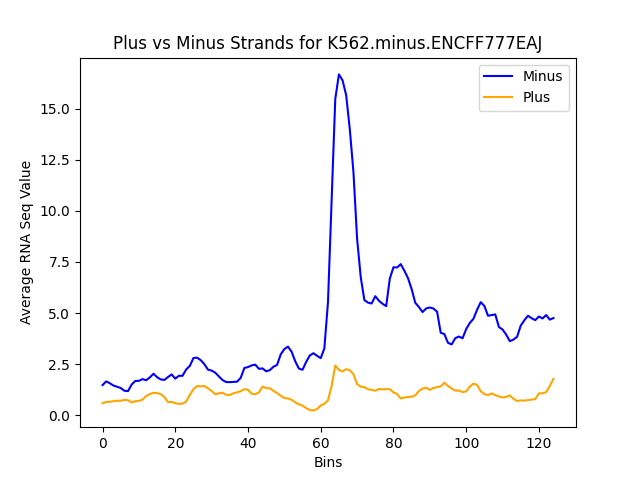 Plus vs Minus Strands for K562.minus.ENCFF777EAJ
Minus
Plus
15.0
12.5
10.0
7.5
5.0
2.5
0.0
Average RNA Seq Value
0 20 40 60 80 100 120
Bins